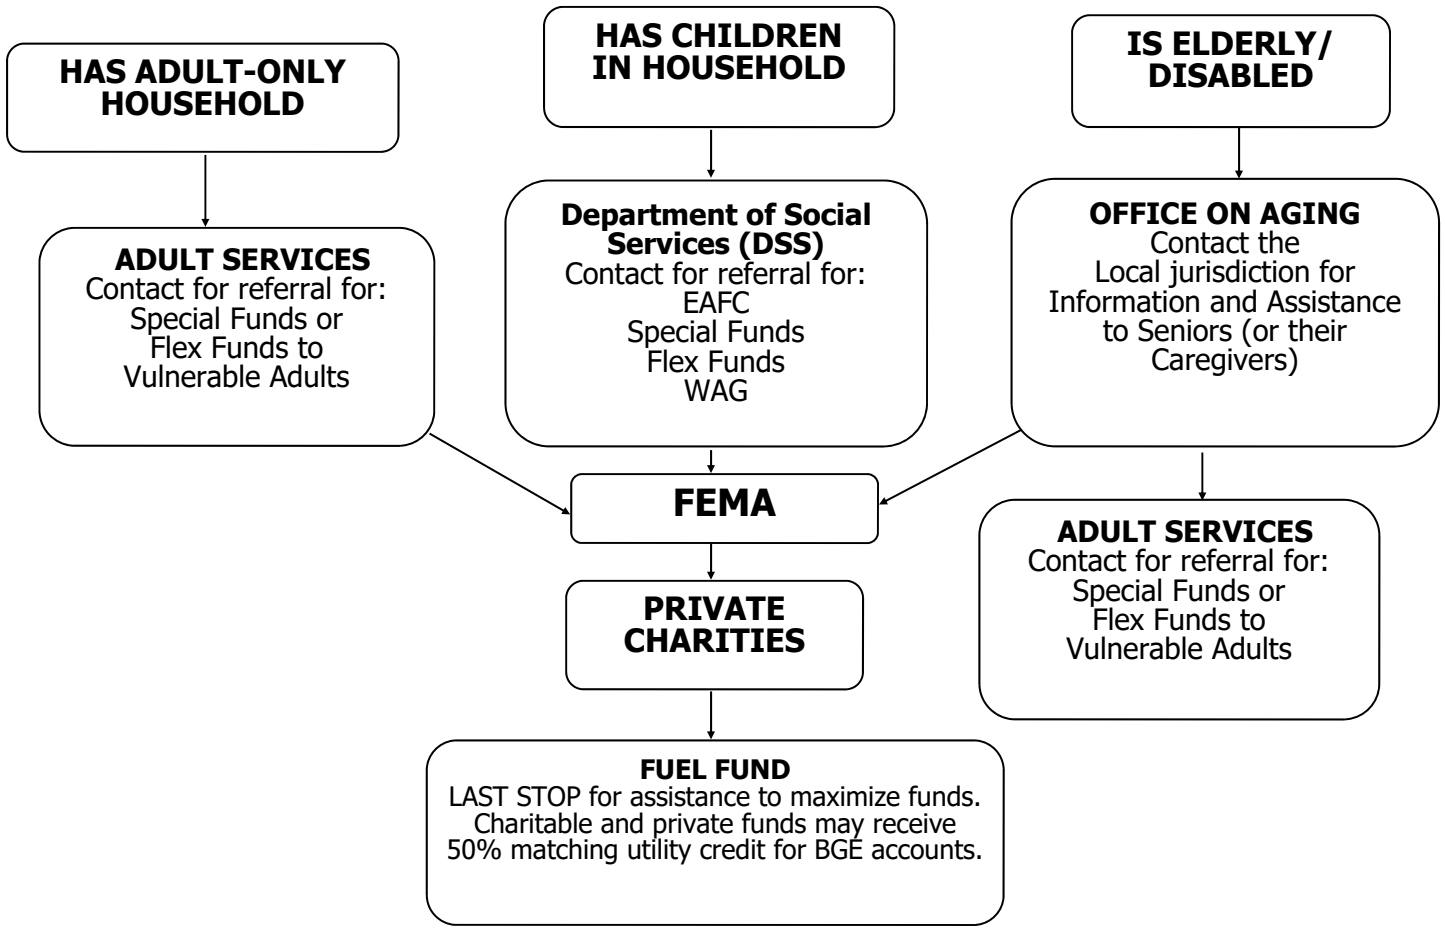 HAS ADULT-ONLY
HOUSEHOLD
HAS CHILDREN
IN HOUSEHOLD
IS ELDERLY/
DISABLED
ADULT SERVICES
Contact for referral for:
Special Funds or
Flex Funds to
Vulnerable Adults
Department of Social
Services (DSS)
Contact for referral for:
EAFC
Special Funds
Flex Funds
WAG
OFFICE ON AGING
Contact the
Local jurisdiction for
Information and Assistance
to Seniors (or their
Caregivers)
FEMA
ADULT SERVICES
Contact for referral for:
Special Funds or
Flex Funds to
Vulnerable Adults
PRIVATE
CHARITIES
FUEL FUND
LAST STOP for assistance to maximize funds.
Charitable and private funds may receive
50% matching utility credit for BGE accounts.